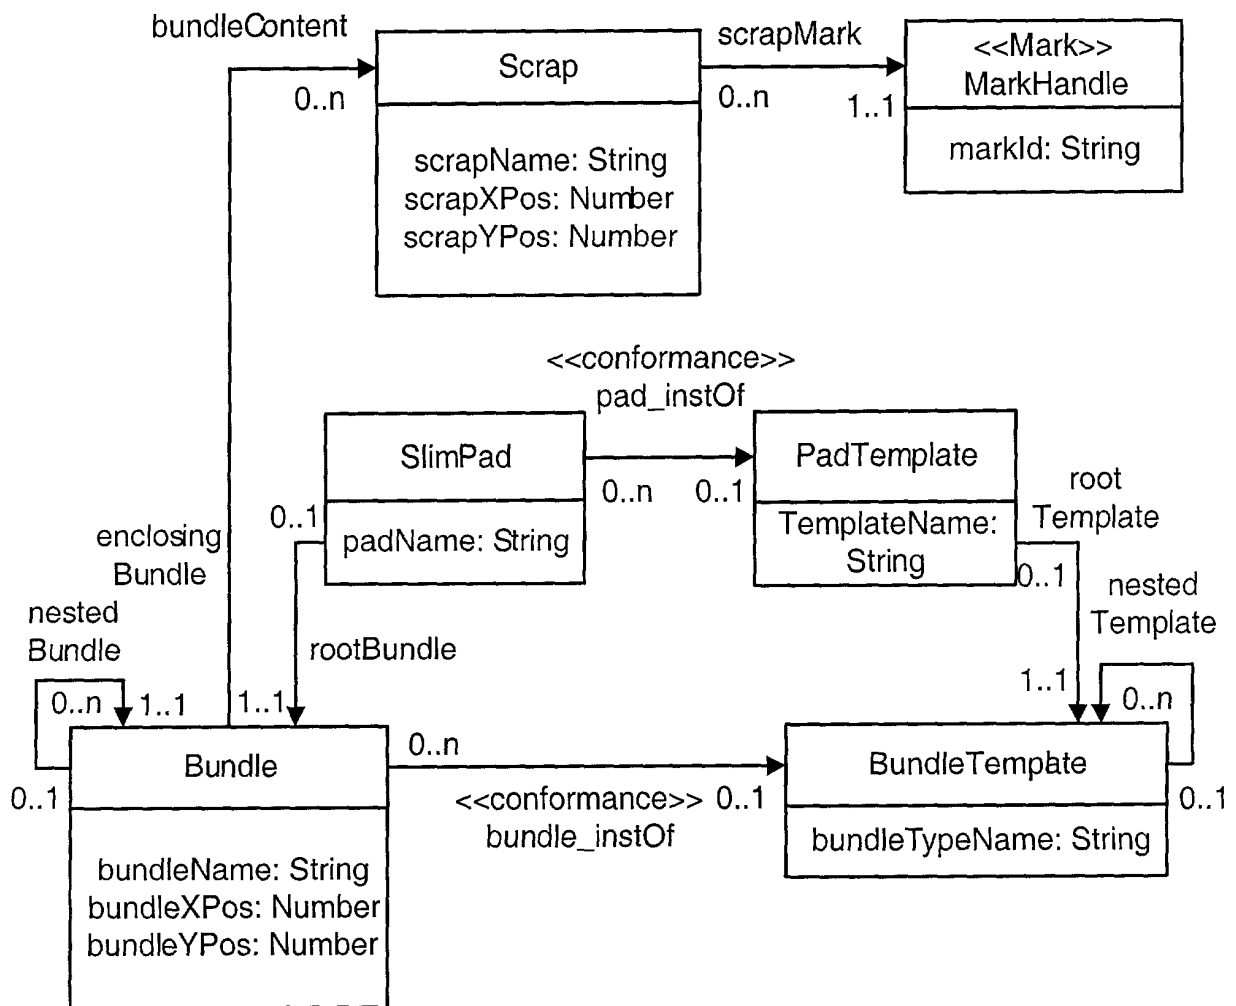 bundleContent
Scrap
scrapMark
<<Mark>>
MarkHandle
0..n
0..n
1..1
scrapName: String
scrapXPos: Number
scrapYPos: Number
markId: String
<<conformance>>
pad_instOf
SlimPad
PadTemplate
0..n
0..1
root
Template
0..1
padName: String
TemplateName:
String
0..1
enclosing
Bundle
nested
Bundle
rootBundle
nested
Template
0..n
1..1
1..1
1..1
0..n
Bundle
0..n
BundleTemplate
0..1
<<conformance>>
bundle_instOf
0..1
0..1
bundleTypeName: String
bundleName: String
bundleXPos: Number
bundleYPos: Number